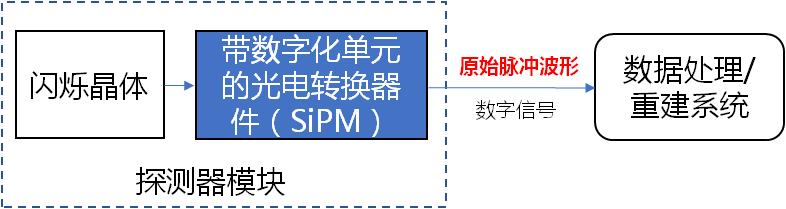 闪烁晶体
带数字化单元
的光电转换器
件（SiPM）
原始脉冲波形
数字信号
数据处理/
重建系统
探测器模块